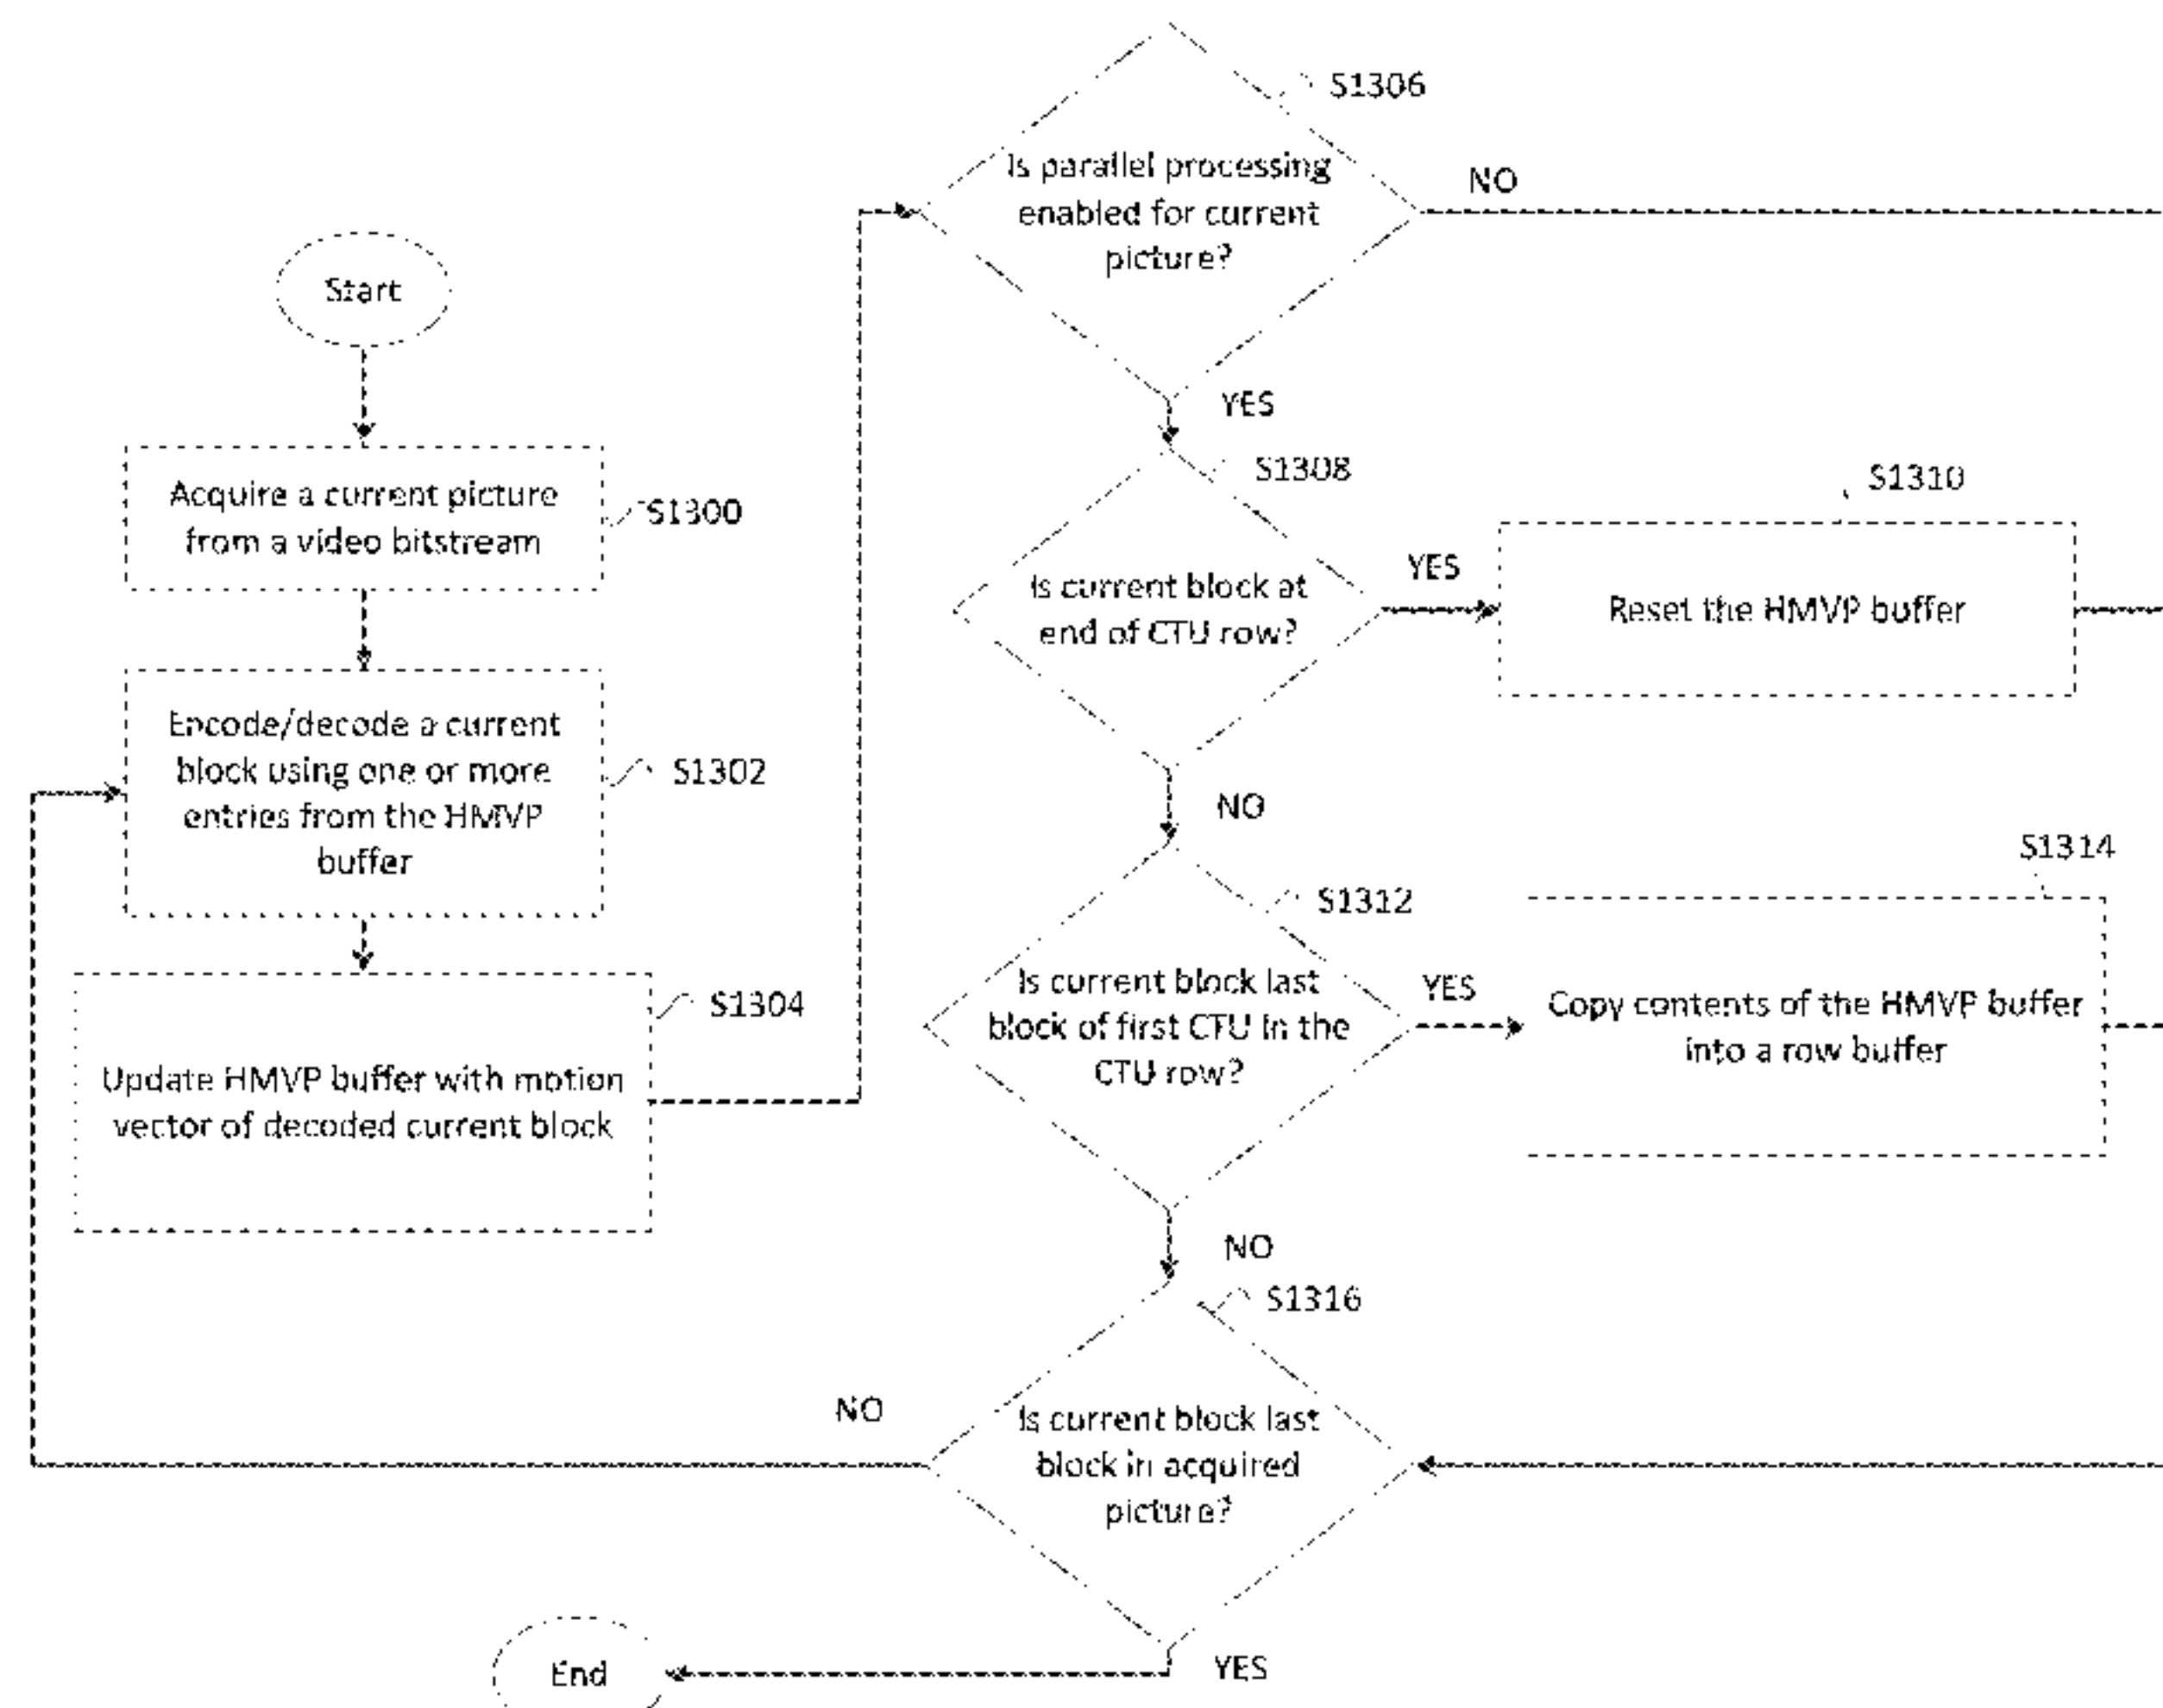 Start
Acquire a current picture
from a video bitstream
S1300
Encode/decode a current
block using one or more
entries from the HMVP
buffer
S1302
Update HMVP buffer with motion
vector of decoded current block
S1304
Is parallel processing
enabled for current
picture?
S1306
NO
YES
Is current block at
end of CTU row?
S1308
YES
NO
Reset the HMVP buffer
S1310
Is current block last
block of first CTU in the
CTU row?
S1312
YES
NO
Copy contents of the HMVP buffer
into a row buffer
S1314
Is current block last
block in acquired
picture?
S1316
NO
YES
End